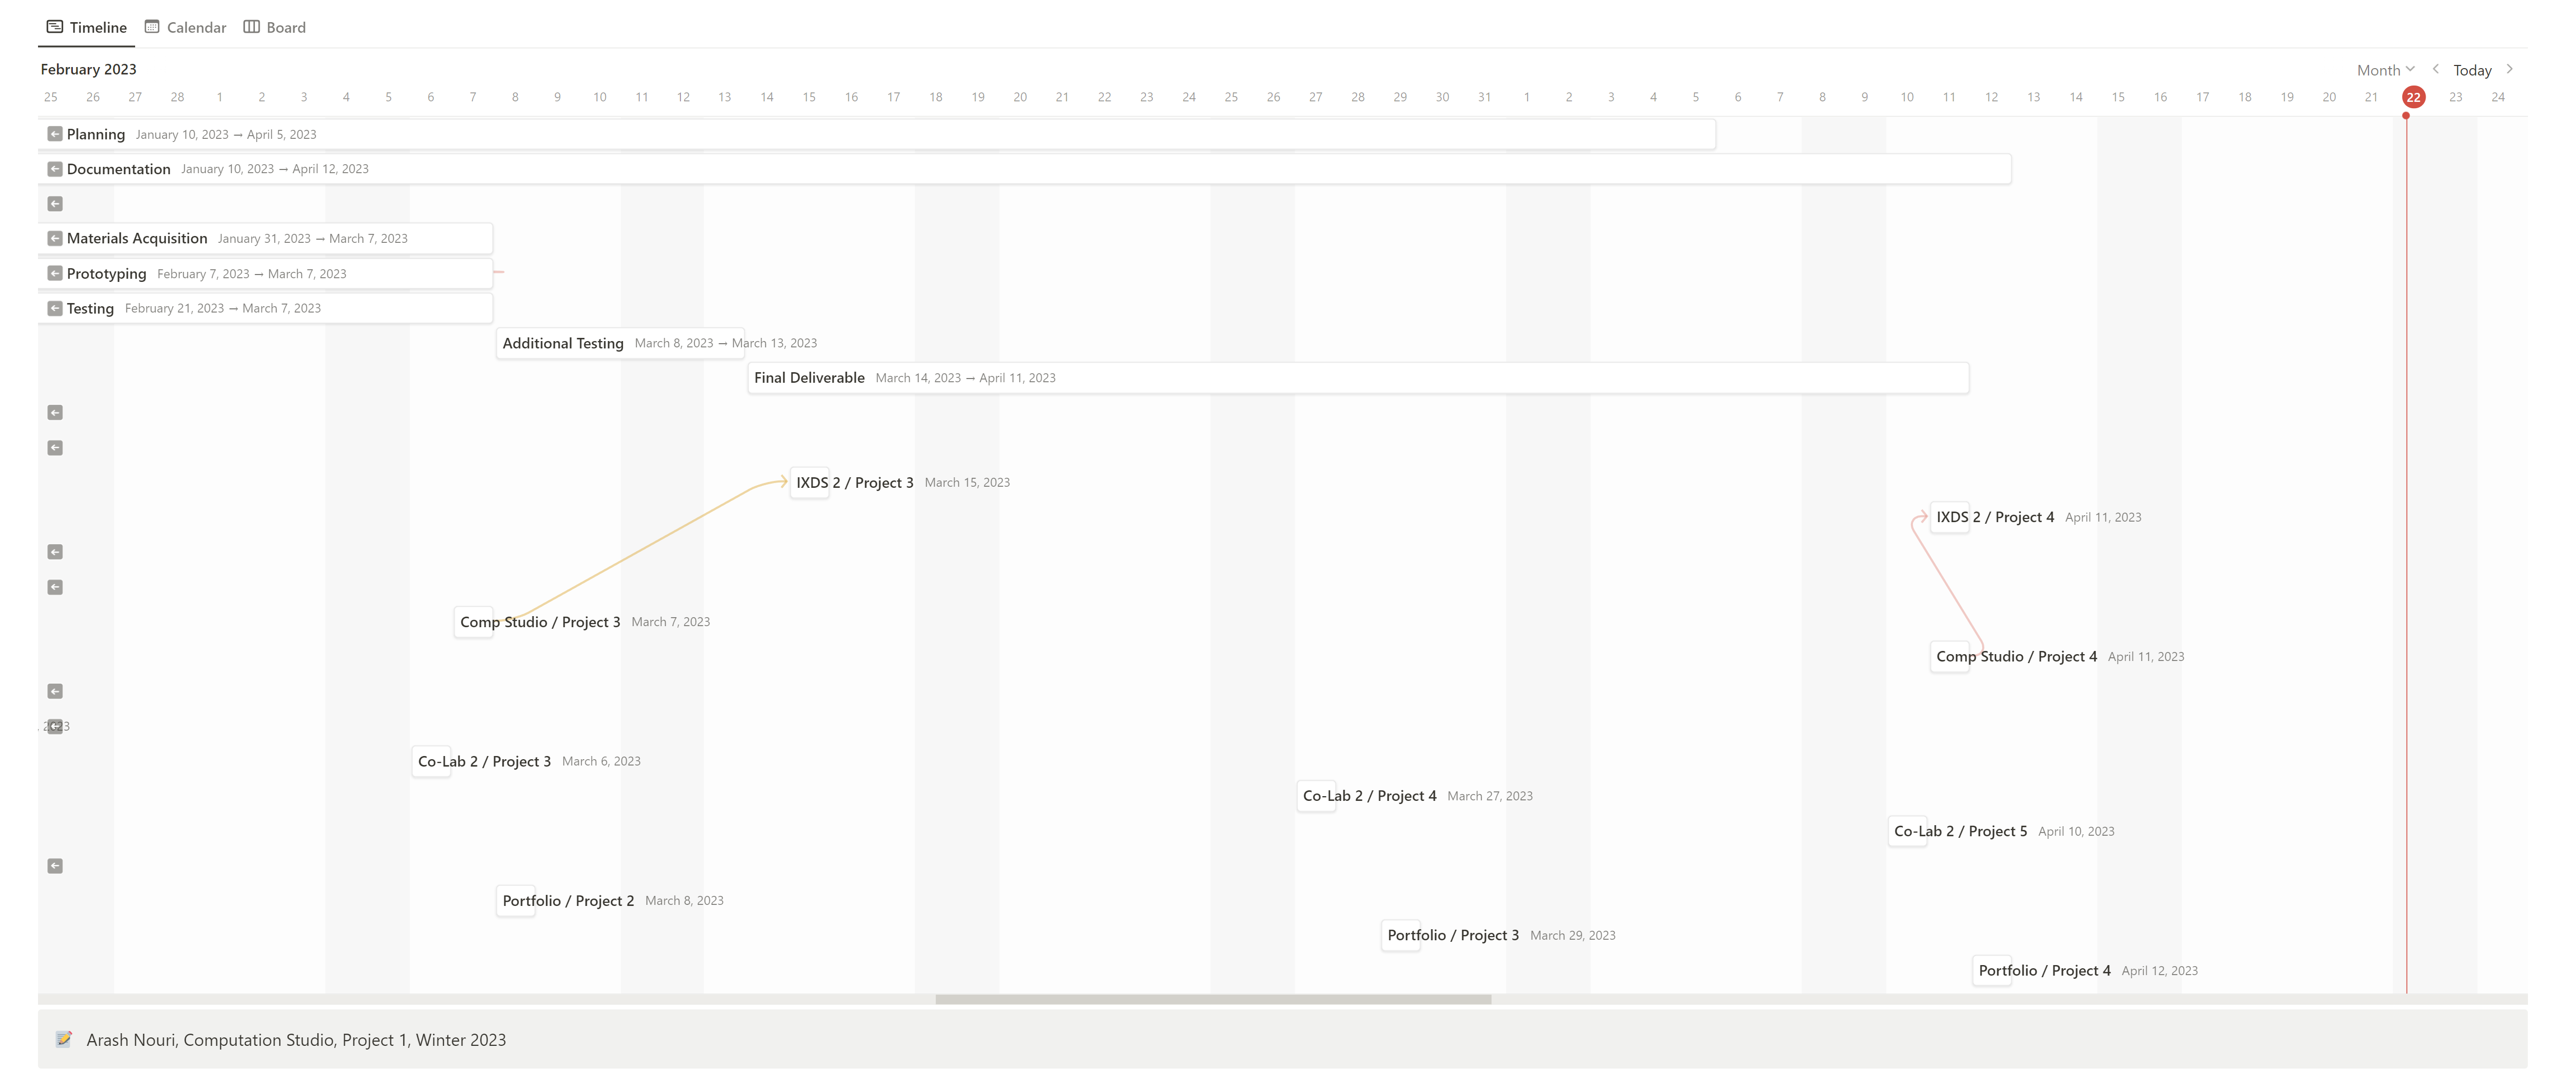 Timeline Calendar Board
February 2023 Month Today
25 26 27 28 1 2 3 4 5 6 7 8 9 10 11 12 13 14 15 16 17 18 19 20 21 22 23 24 25 26 27 28 29 30 31 1 2 3 4 5 6 7 8 9 10 11 12 13 14 15 16 17 18 19 20 21 22 23 24
Planning January 10, 2023 → April 5, 2023
Documentation January 10, 2023 → April 12, 2023
Materials Acquisition January 31, 2023 → March 7, 2023
Prototyping February 7, 2023 → March 7, 2023
Testing February 21, 2023 → March 7, 2023
Additional Testing March 8, 2023 → March 13, 2023
Final Deliverable March 14, 2023 → April 11, 2023
IXDS 2 / Project 3 March 15, 2023
IXDS 2 / Project 4 April 11, 2023
Comp Studio / Project 3 March 7, 2023
Comp Studio / Project 4 April 11, 2023
Co-Lab 2 / Project 3 March 6, 2023
Co-Lab 2 / Project 4 March 27, 2023
Co-Lab 2 / Project 5 April 10, 2023
Portfolio / Project 2 March 8, 2023
Portfolio / Project 3 March 29, 2023
Portfolio / Project 4 April 12, 2023
Arash Nouri, Computation Studio, Project 1, Winter 2023